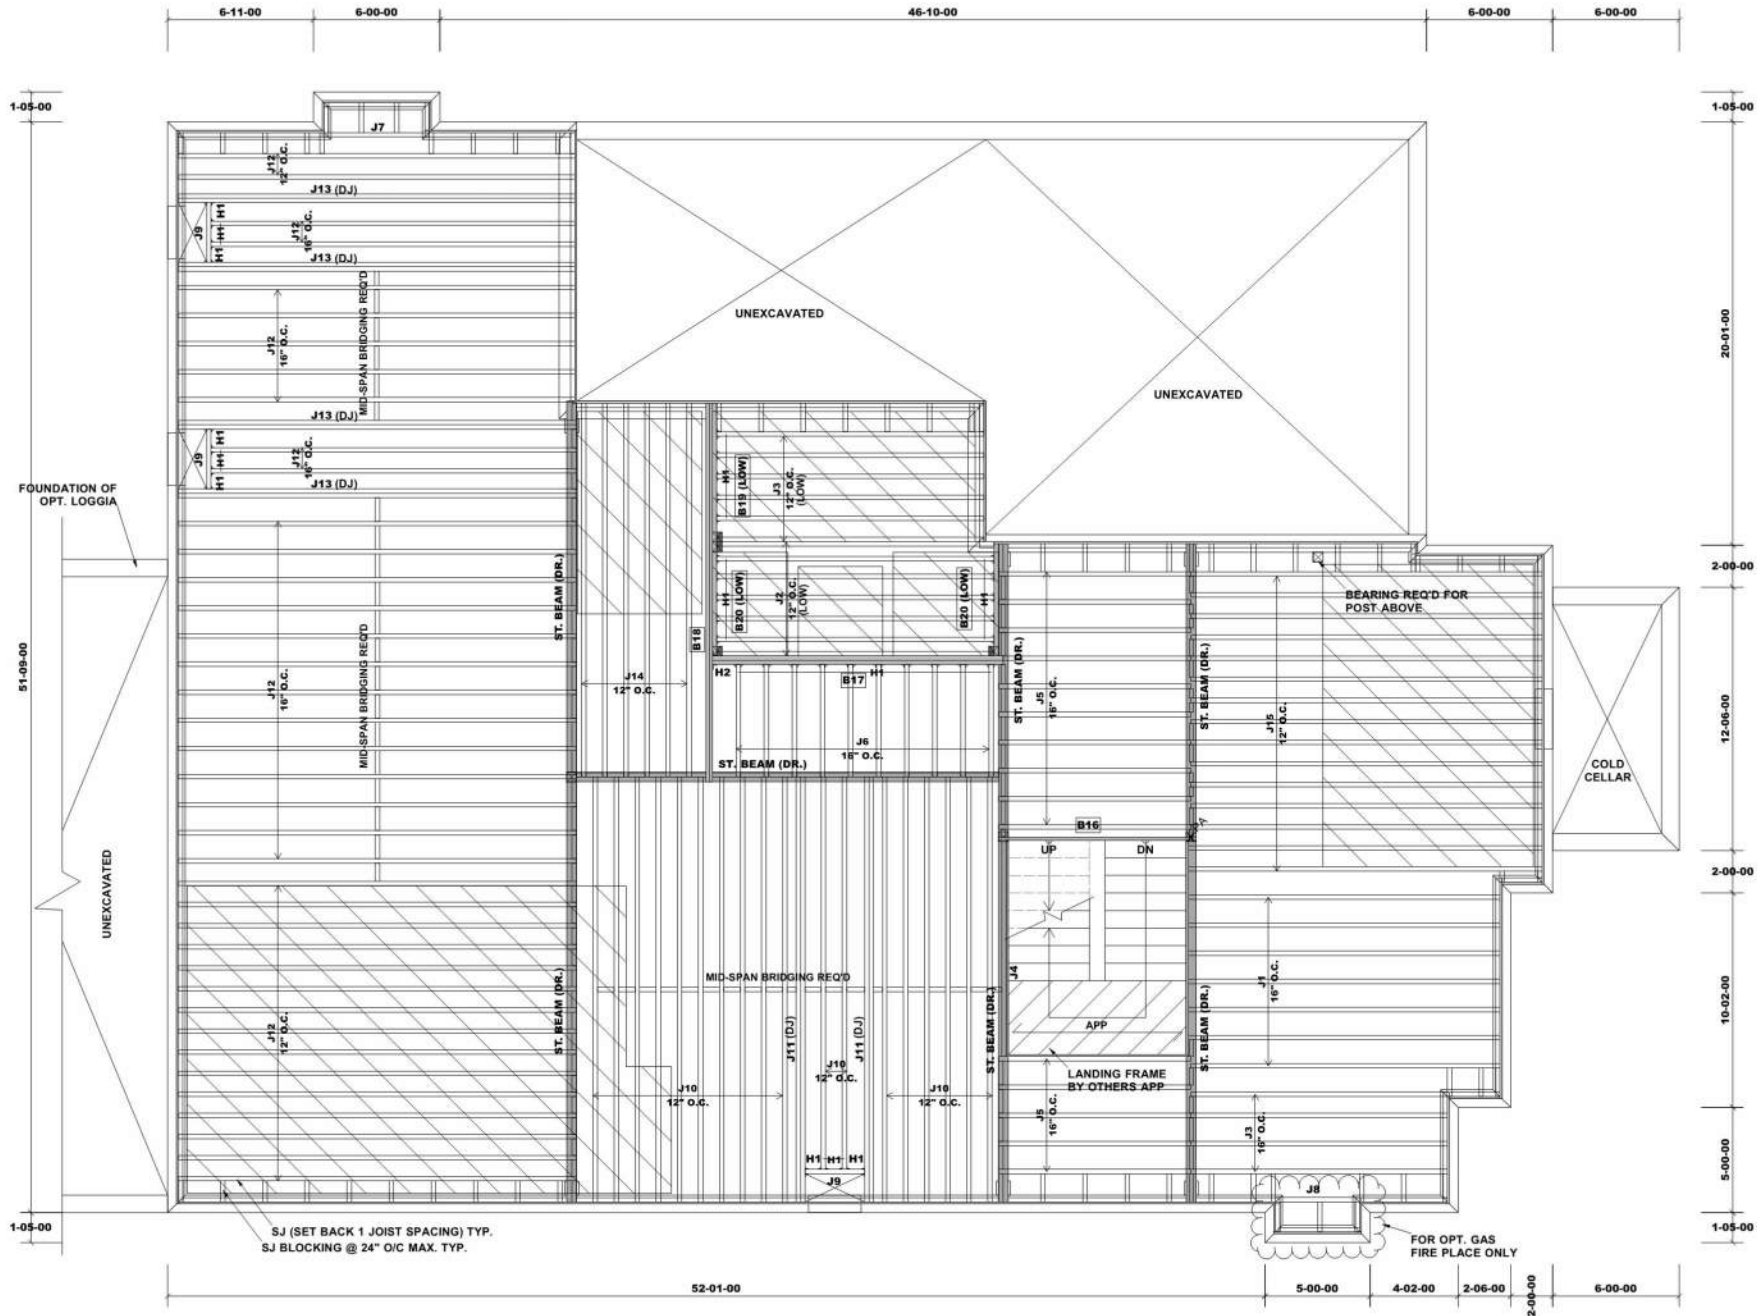 6-11-00
6-00-00
46-10-00
6-00-00
6-00-00
1-05-00
1-05-00
J7
J12
12" O.C.
J13 (DJ)
H1
H1
H1
J9
J12
16" O.C.
J13 (DJ)
MID-SPAN BRIDGING REQ'D
J12
16" O.C.
UNEXCAVATED
20-01-00
UNEXCAVATED
J13 (DJ)
H1
H1
H1
J9
J12
16" O.C.
J13 (DJ)
FOUNDATION OF
OPT. LOGGIA
H1
B19 (LOW)
J3
12" O.C.
(LOW)
ST. BEAM (DR.)
H1
B20 (LOW)
J2
12" O.C.
(LOW)
B20 (LOW)
H1
2-00-00
BEARING REQ'D FOR
POST ABOVE
51-09-00
MID-SPAN BRIDGING REQ'D
J12
16" O.C.
B18
J14
12" O.C.
H2
B17
H1
J6
16" O.C.
ST. BEAM (DR.)
ST. BEAM (DR.)
J5
16" O.C.
ST. BEAM (DR.)
J15
12" O.C.
12-06-00
COLD
CELLAR
B16
UP
DN
2-00-00
UNEXCAVATED
MID-SPAN BRIDGING REQ'D
J4
J1
16" O.C.
10-02-00
J12
12" O.C.
ST. BEAM (DR.)
J11 (DJ)
J11 (DJ)
ST. BEAM (DR.)
APP
ST. BEAM (DR.)
J10
12" O.C.
J10
12" O.C.
J10
12" O.C.
LANDING FRAME
BY OTHERS APP
J5
16" O.C.
J3
16" O.C.
5-00-00
H1
H1
H1
J9
J8
1-05-00
SJ (SET BACK 1 JOIST SPACING) TYP.
SJ BLOCKING @ 24" O/C MAX. TYP.
FOR OPT. GAS
FIRE PLACE ONLY
1-05-00
52-01-00
5-00-00
4-02-00
2-06-00
2-00-00
6-00-00